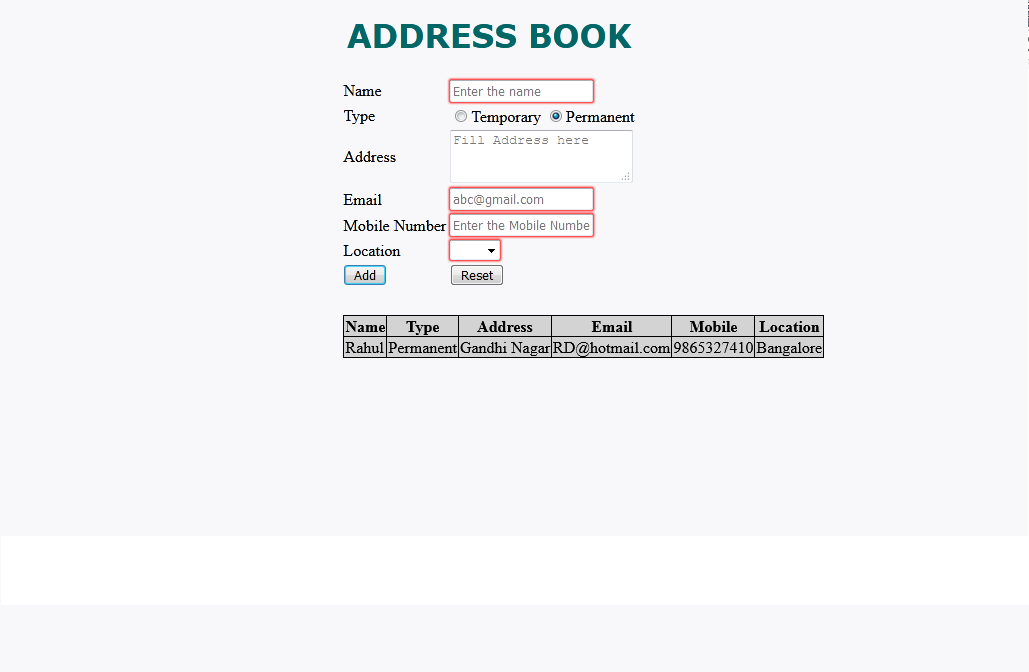 ADDRESS BOOK
Name Enter the name
Type Temporary Permanent
Address Fill Address here
Email abc@gmail.com
Mobile Number Enter the Mobile Numbe
Location
Add Reset
Name Type Address Email Mobile Location
Rahul Permanent Gandhi Nagar RD@hotmail.com 9865327410 Bangalore